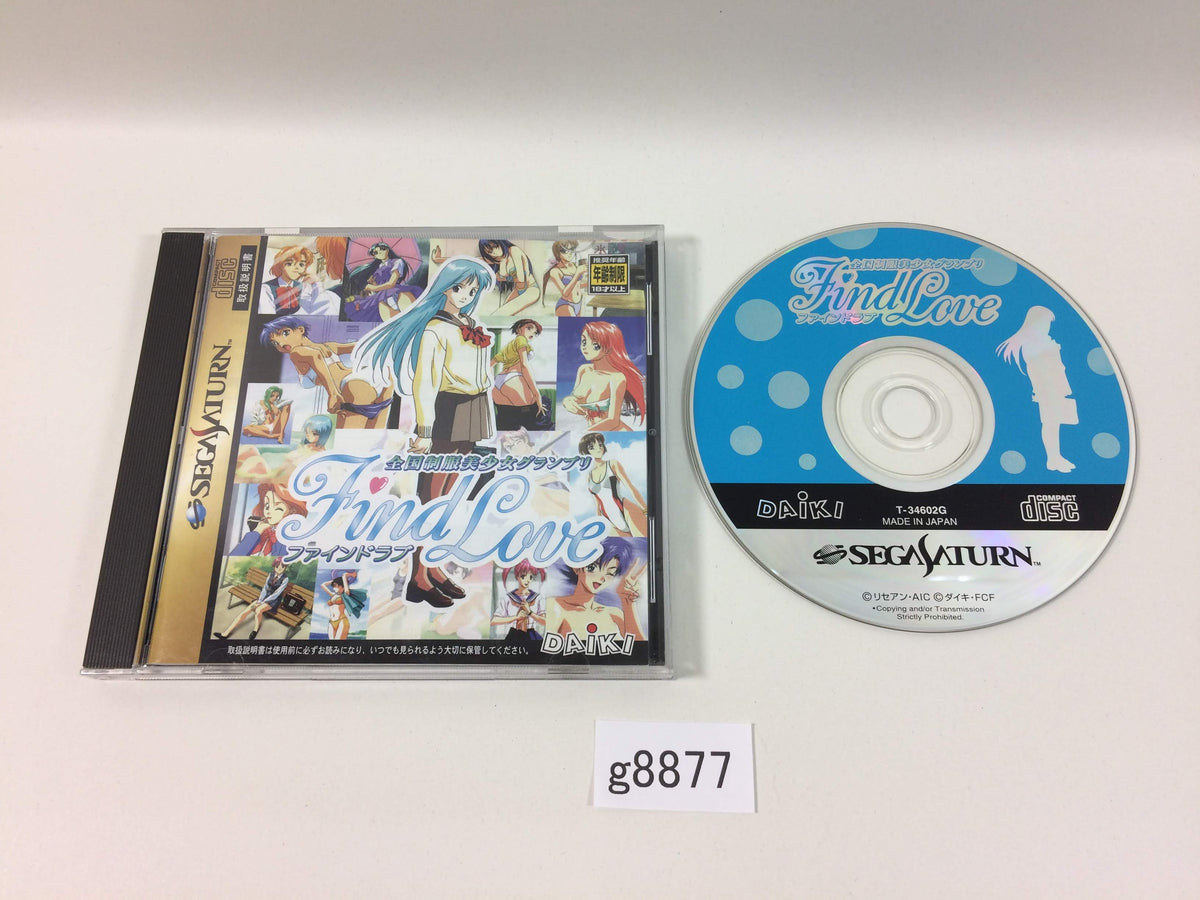 disc
取扱説明書
SEGA SATURN™
推奨年齢
年齢制限
18才以上
全国制服美少女グランプリ
Find Love
ファインドラブ
DAiKI
取扱説明書は使用前に必ずお読みになり、いつでも見られるよう大切に保管してください。
全国制服美少女グランプリ
Find Love
ファインドラブ
DAiKI
T-34602G
MADE IN JAPAN
COMPACT
disc
SEGA SATURN™
©リセアン・AIC ©ダイキ・FCF
•Copying and/or Transmission
Strictly Prohibited.
g8877